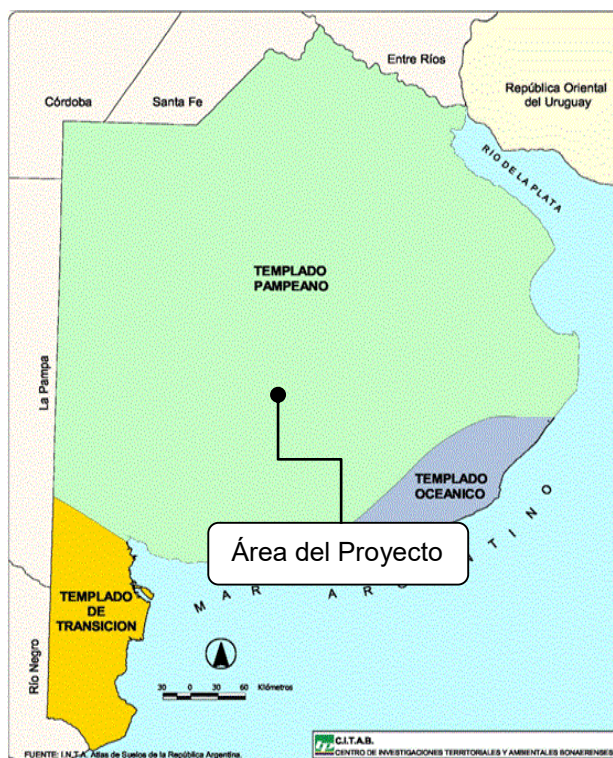 Entre Ríos
República Oriental
del Uruguay
Córdoba
Santa Fe
RIO DE LA PLATA
TEMPLADO
PAMPEANO
La Pampa
TEMPLADO
OCEANICO
Área del Proyecto
MAR ARGENTINO
TEMPLADO
DE
TRANSICION
Río Negro
30 0 30 60 Kilómetros
FUENTE: I.N.T.A. Atlas de Suelos de la República Argentina.
C.I.T.A.B.
CENTRO DE INVESTIGACIONES TERRITORIALES Y AMBIENTALES BONAERENSES